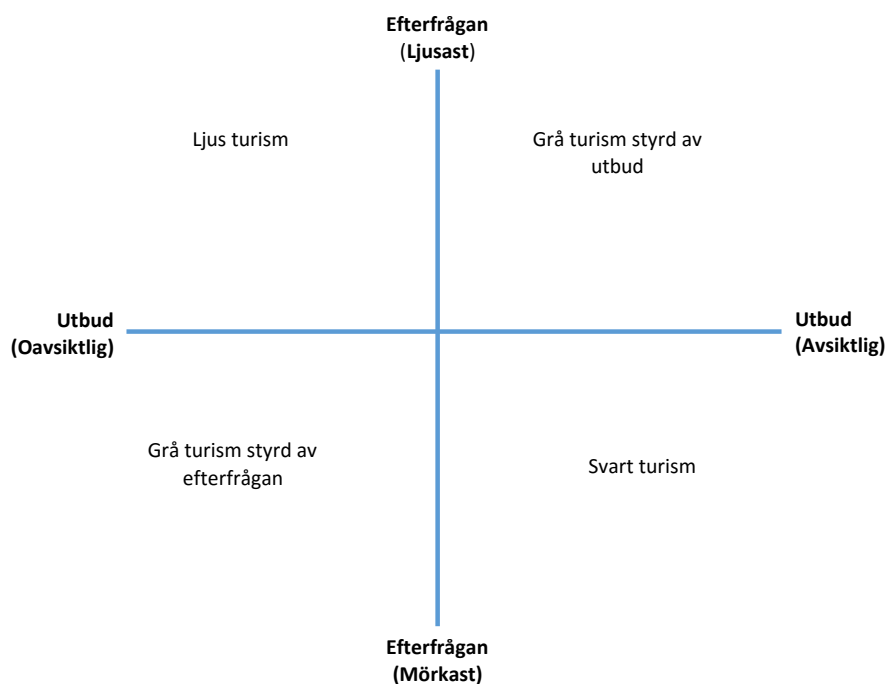 Efterfrågan
(Ljusast)
Ljus turism
Grå turism styrd av
utbud
Utbud
(Oavsiktlig)
Utbud
(Avsiktlig)
Grå turism styrd av
efterfrågan
Svart turism
Efterfrågan
(Mörkast)